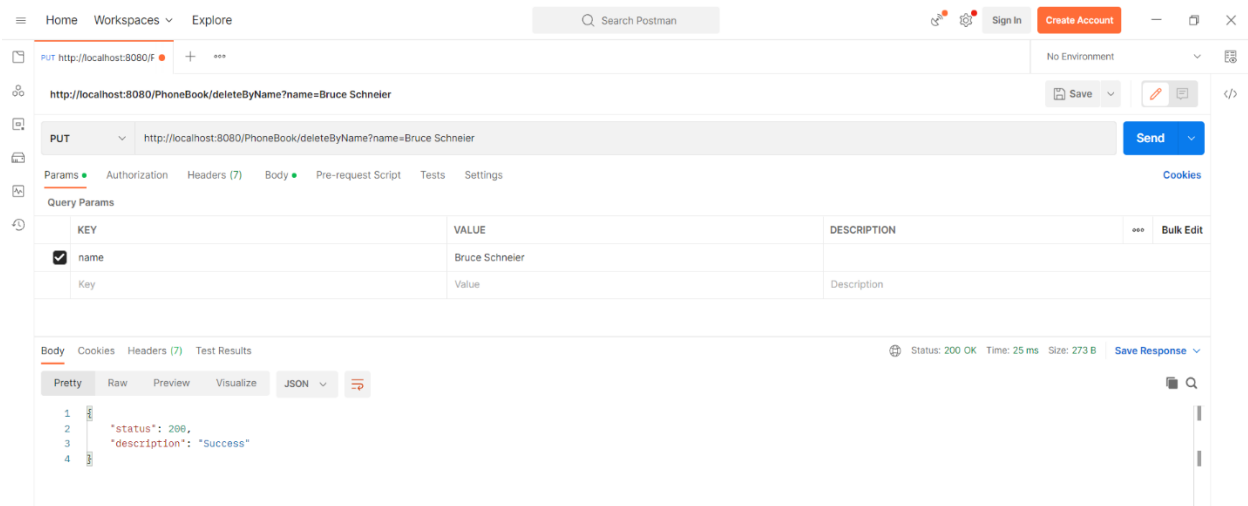 Home Workspaces Explore Search Postman Sign In Create Account
PUT http://localhost:8080/F No Environment
http://localhost:8080/PhoneBook/deleteByName?name=Bruce Schneier Save
PUT http://localhost:8080/PhoneBook/deleteByName?name=Bruce Schneier Send
Params Authorization Headers (7) Body Pre-request Script Tests Settings Cookies
Query Params
KEY VALUE DESCRIPTION Bulk Edit
name Bruce Schneier
Key Value Description
Body Cookies Headers (7) Test Results Status: 200 OK Time: 25 ms Size: 273 B Save Response
Pretty Raw Preview Visualize JSON
1 {
2 "status": 200,
3 "description": "Success"
4 }